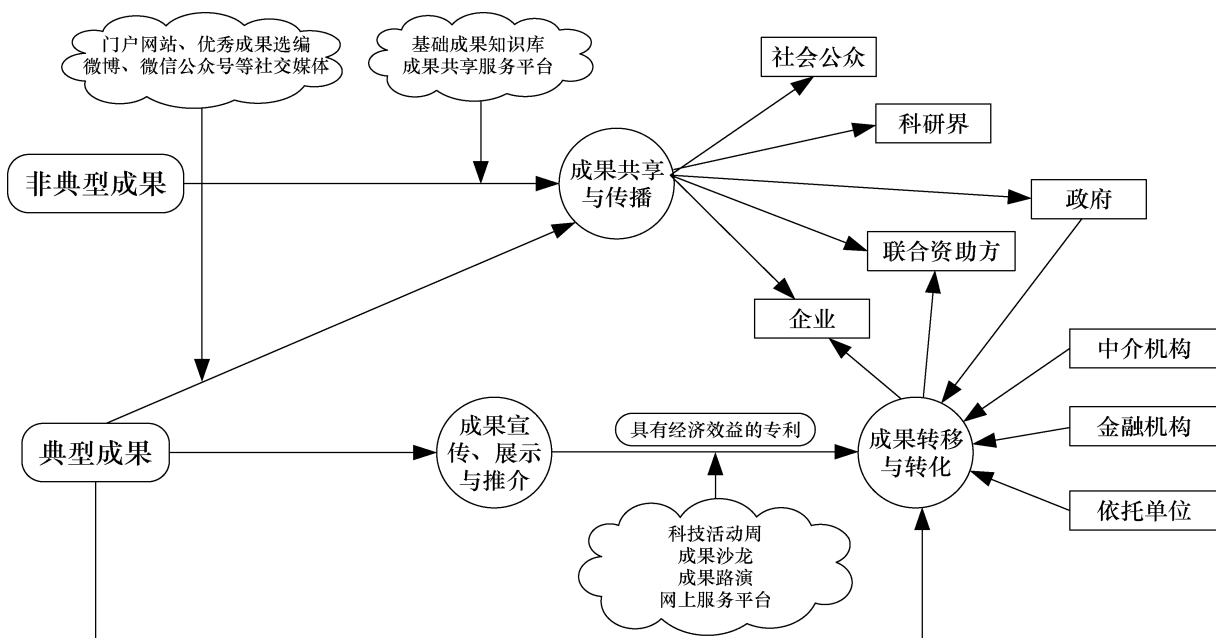 门户网站、优秀成果选编
微博、微信公众号等社交媒体
基础成果知识库
成果共享服务平台
社会公众
科研界
非典型成果
成果共享
与传播
政府
联合资助方
企业
中介机构
典型成果
成果宣
传、展示
与推介
具有经济效益的专利
成果转移
与转化
金融机构
依托单位
科技活动周
成果沙龙
成果路演
网上服务平台